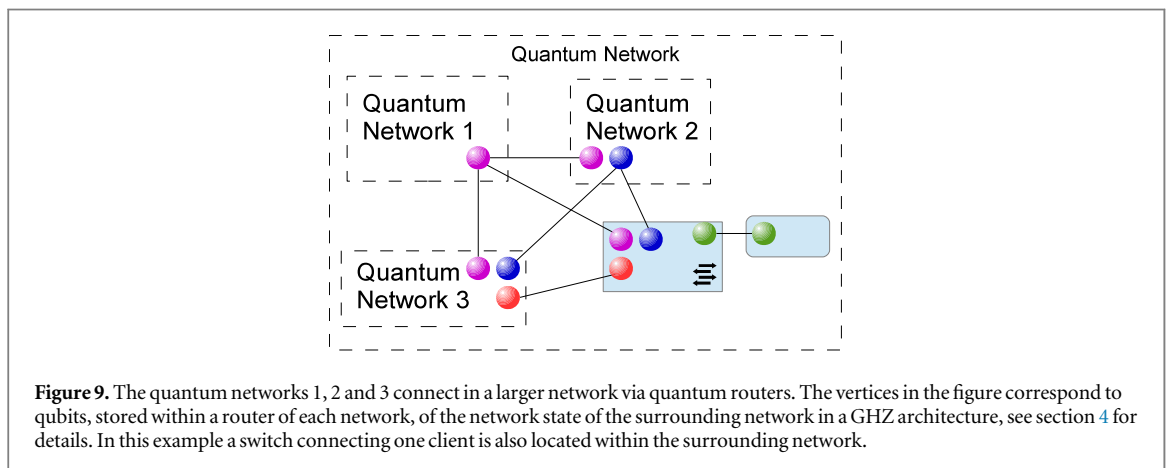 Quantum Network
Quantum
Network 1
Quantum
Network 2
Quantum
Network 3
Figure 9. The quantum networks 1, 2 and 3 connect in a larger network via quantum routers. The vertices in the figure correspond to
qubits, stored within a router of each network, of the network state of the surrounding network in a GHZ architecture, see section 4 for
details. In this example a switch connecting one client is also located within the surrounding network.